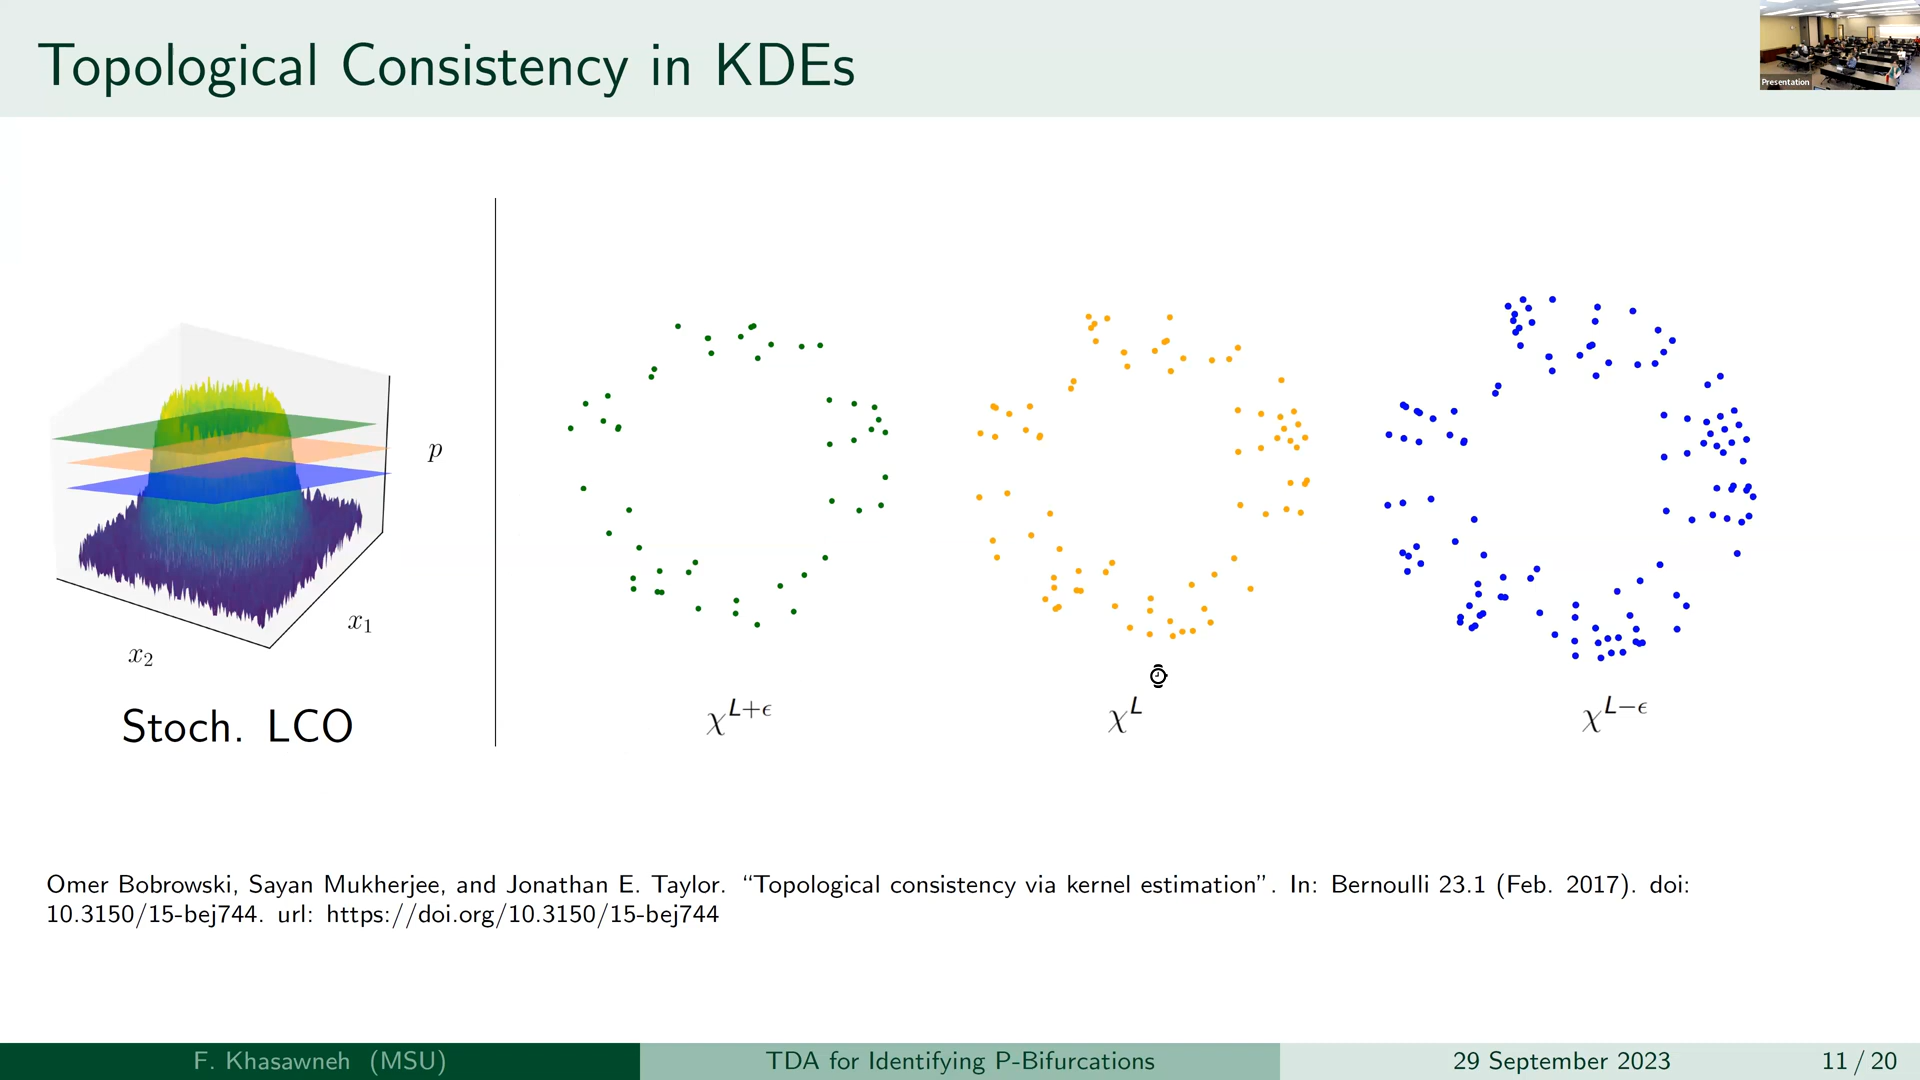 Topological Consistency in KDEs
Presentation
p
x₁
x₂
Stoch. LCO
χ^{L+ϵ}
χ^L
χ^{L−ϵ}
Omer Bobrowski, Sayan Mukherjee, and Jonathan E. Taylor. “Topological consistency via kernel estimation”. In: Bernoulli 23.1 (Feb. 2017). doi:
10.3150/15-bej744. url: https://doi.org/10.3150/15-bej744
F. Khasawneh (MSU)
TDA for Identifying P-Bifurcations
29 September 2023
11 / 20